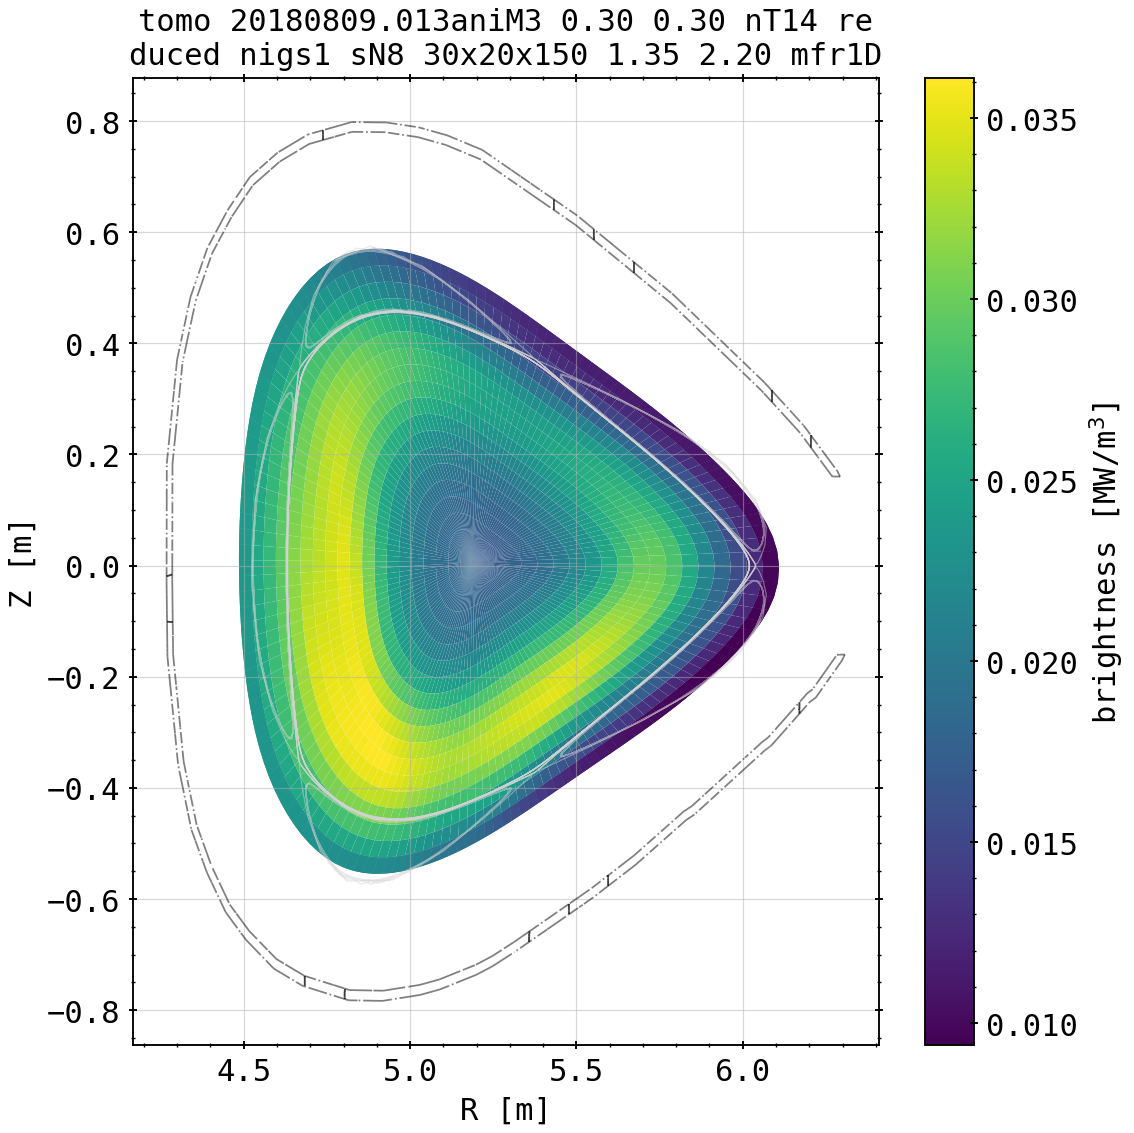 tomo 20180809.013aniM3 0.30 0.30 nT14 re
duced nigs1 sN8 30x20x150 1.35 2.20 mfr1D
0.8
0.6
0.4
0.2
0.0
−0.2
−0.4
−0.6
−0.8
Z [m]
4.5 5.0 5.5 6.0
R [m]
0.035
0.030
0.025
0.020
0.015
0.010
brightness [MW/m³]